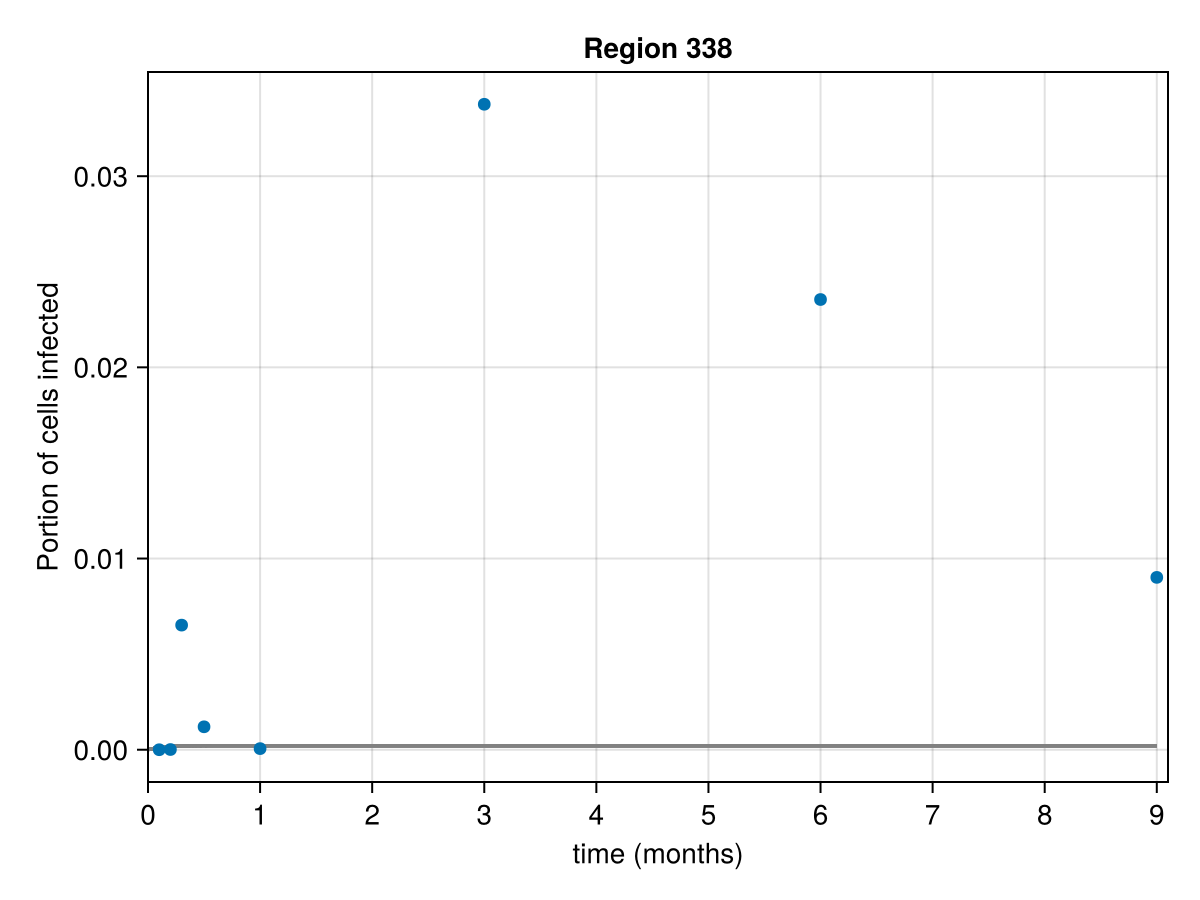 Region 338
Portion of cells infected
0.03
0.02
0.01
0.00
0 1 2 3 4 5 6 7 8 9
time (months)